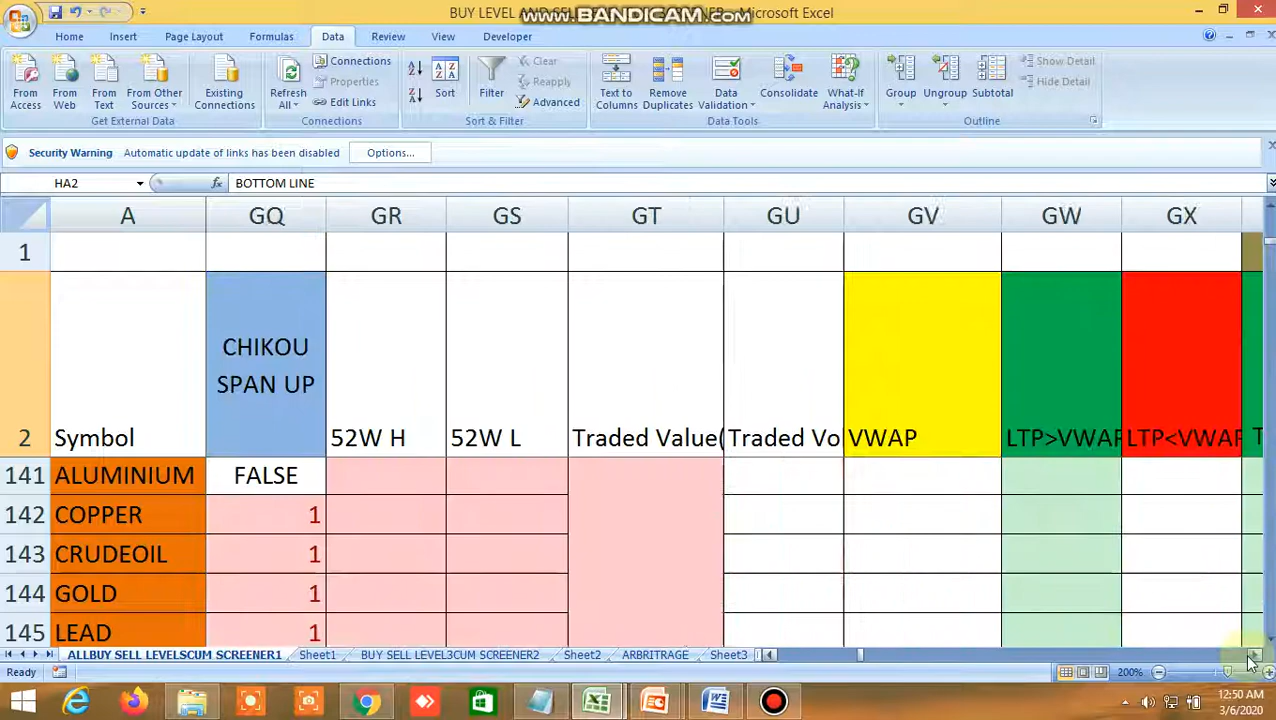 BUY LEVEL AND SELL
SCREENER - Microsoft Excel
www.BANDICAM.com
Home Insert Page Layout Formulas Data Review View Developer
From Access
From Web
From Text
From Other Sources
Get External Data
Existing Connections
Refresh All
Connections
Properties
Edit Links
Connections
Sort
Filter
Clear
Reapply
Advanced
Sort & Filter
Text to Columns
Remove Duplicates
Data Validation
Consolidate
What-If Analysis
Data Tools
Group
Ungroup
Subtotal
Show Detail
Hide Detail
Outline
Security Warning Automatic update of links has been disabled Options...
HA2 fx BOTTOM LINE
A GQ GR GS GT GU GV GW GX
1
2 Symbol CHIKOU SPAN UP 52W H 52W L Traded Value( Traded Vo VWAP LTP>VWAP LTP<VWAP T
141 ALUMINIUM FALSE
142 COPPER 1
143 CRUDEOIL 1
144 GOLD 1
145 LEAD 1
ALLBUY SELL LEVELSCUM SCREENER1 Sheet1 BUY SELL LEVEL3CUM SCREENER2 Sheet2 ARBITRAGE Sheet3
Ready 200%
12:50 AM
3/6/2020